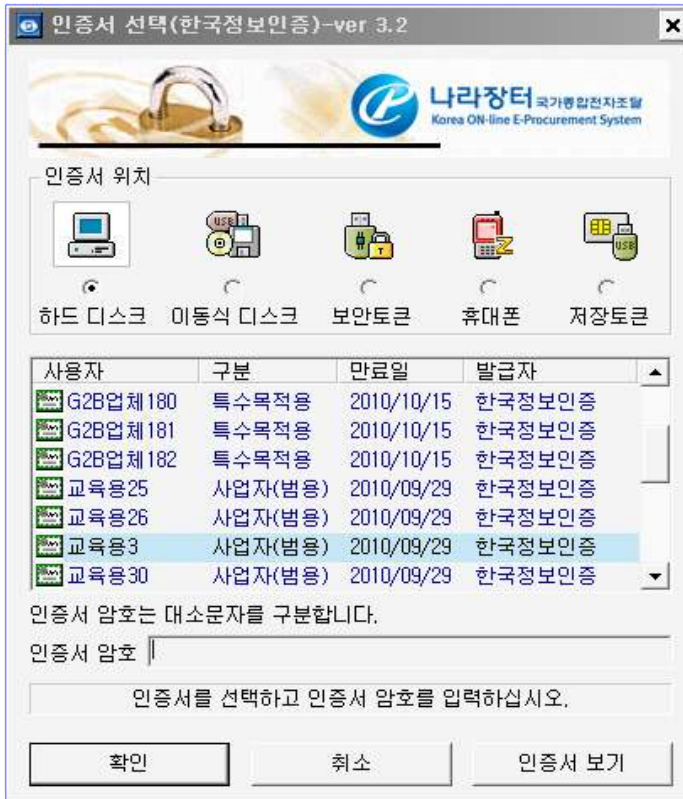 인증서 선택(한국정보인증)-ver 3.2
나라장터 국가종합전자조달
Korea ON-line E-Procurement System
인증서 위치
하드 디스크 이동식 디스크 보안토큰 휴대폰 저장토큰
사용자 구분 만료일 발급자
G2B업체180 특수목적용 2010/10/15 한국정보인증
G2B업체181 특수목적용 2010/10/15 한국정보인증
G2B업체182 특수목적용 2010/10/15 한국정보인증
교육용25 사업자(범용) 2010/09/29 한국정보인증
교육용26 사업자(범용) 2010/09/29 한국정보인증
교육용3 사업자(범용) 2010/09/29 한국정보인증
교육용30 사업자(범용) 2010/09/29 한국정보인증
인증서 암호는 대소문자를 구분합니다.
인증서 암호
인증서를 선택하고 인증서 암호를 입력하십시오.
확인 취소 인증서 보기